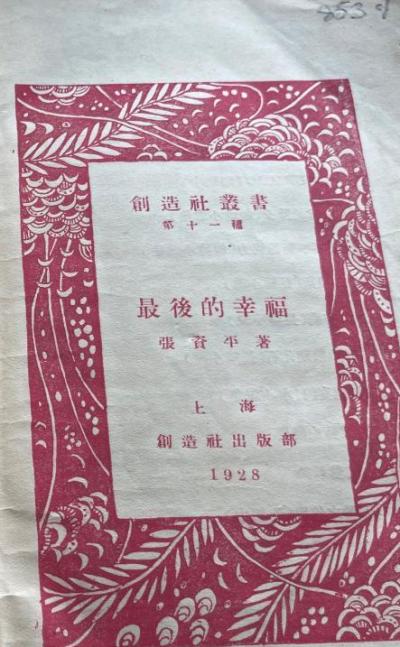 創造社叢書
第十一種
最後的幸福
張資平著
上海
創造社出版部
1928